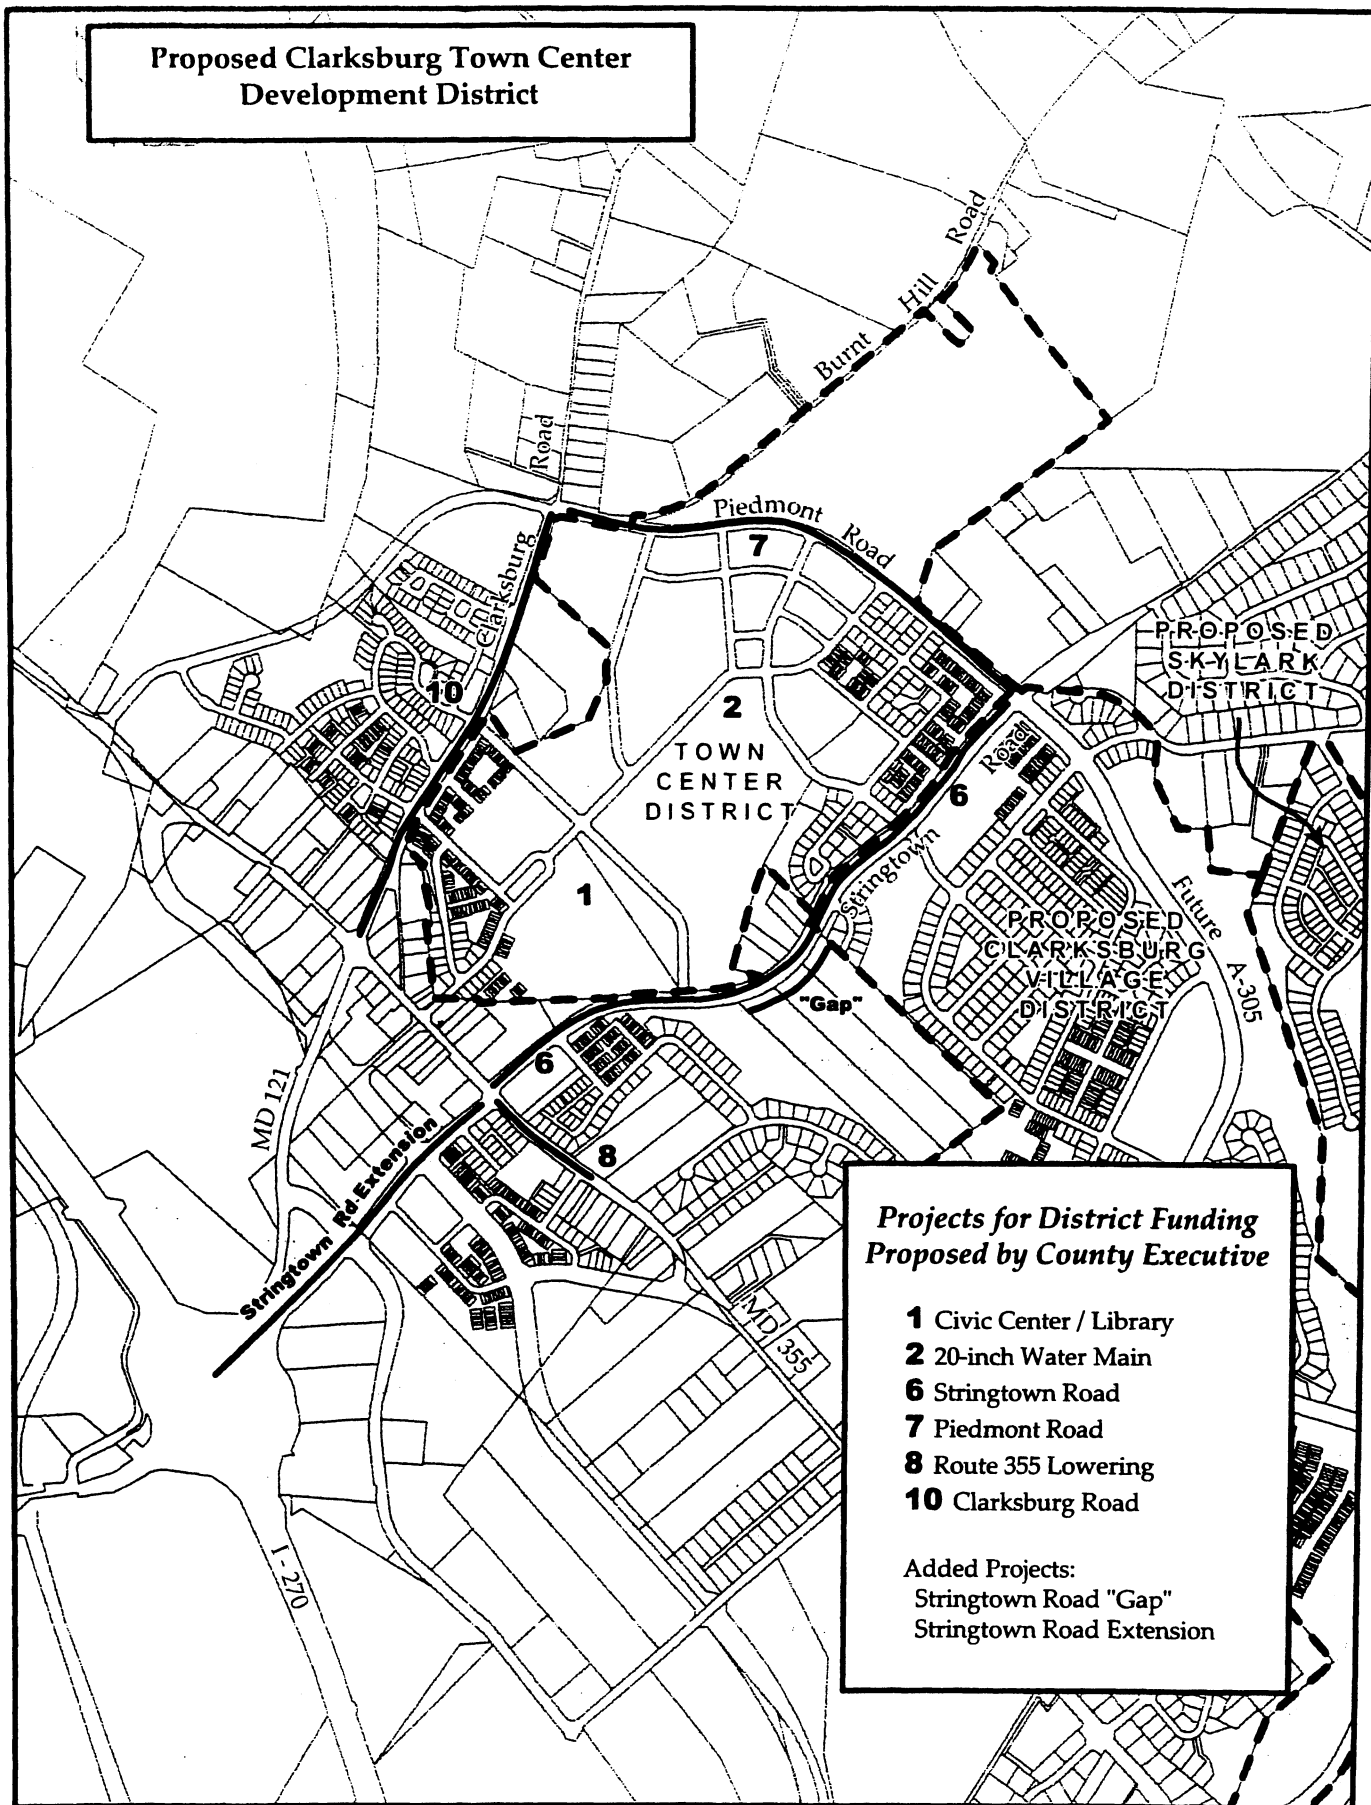 Proposed Clarksburg Town Center
Development District
Burnt Hill Road
Clarksburg Road
Piedmont Road
7
10
2
TOWN
CENTER
DISTRICT
PROPOSED
SKYLARK
DISTRICT
Stringtown Road
6
1
PROPOSED
CLARKSBURG
VILLAGE
DISTRICT
Future A-305
"Gap"
6
MD 121
8
Stringtown Rd Extension
MD 355
I-270
Projects for District Funding
Proposed by County Executive
1 Civic Center / Library
2 20-inch Water Main
6 Stringtown Road
7 Piedmont Road
8 Route 355 Lowering
10 Clarksburg Road
Added Projects:
Stringtown Road "Gap"
Stringtown Road Extension